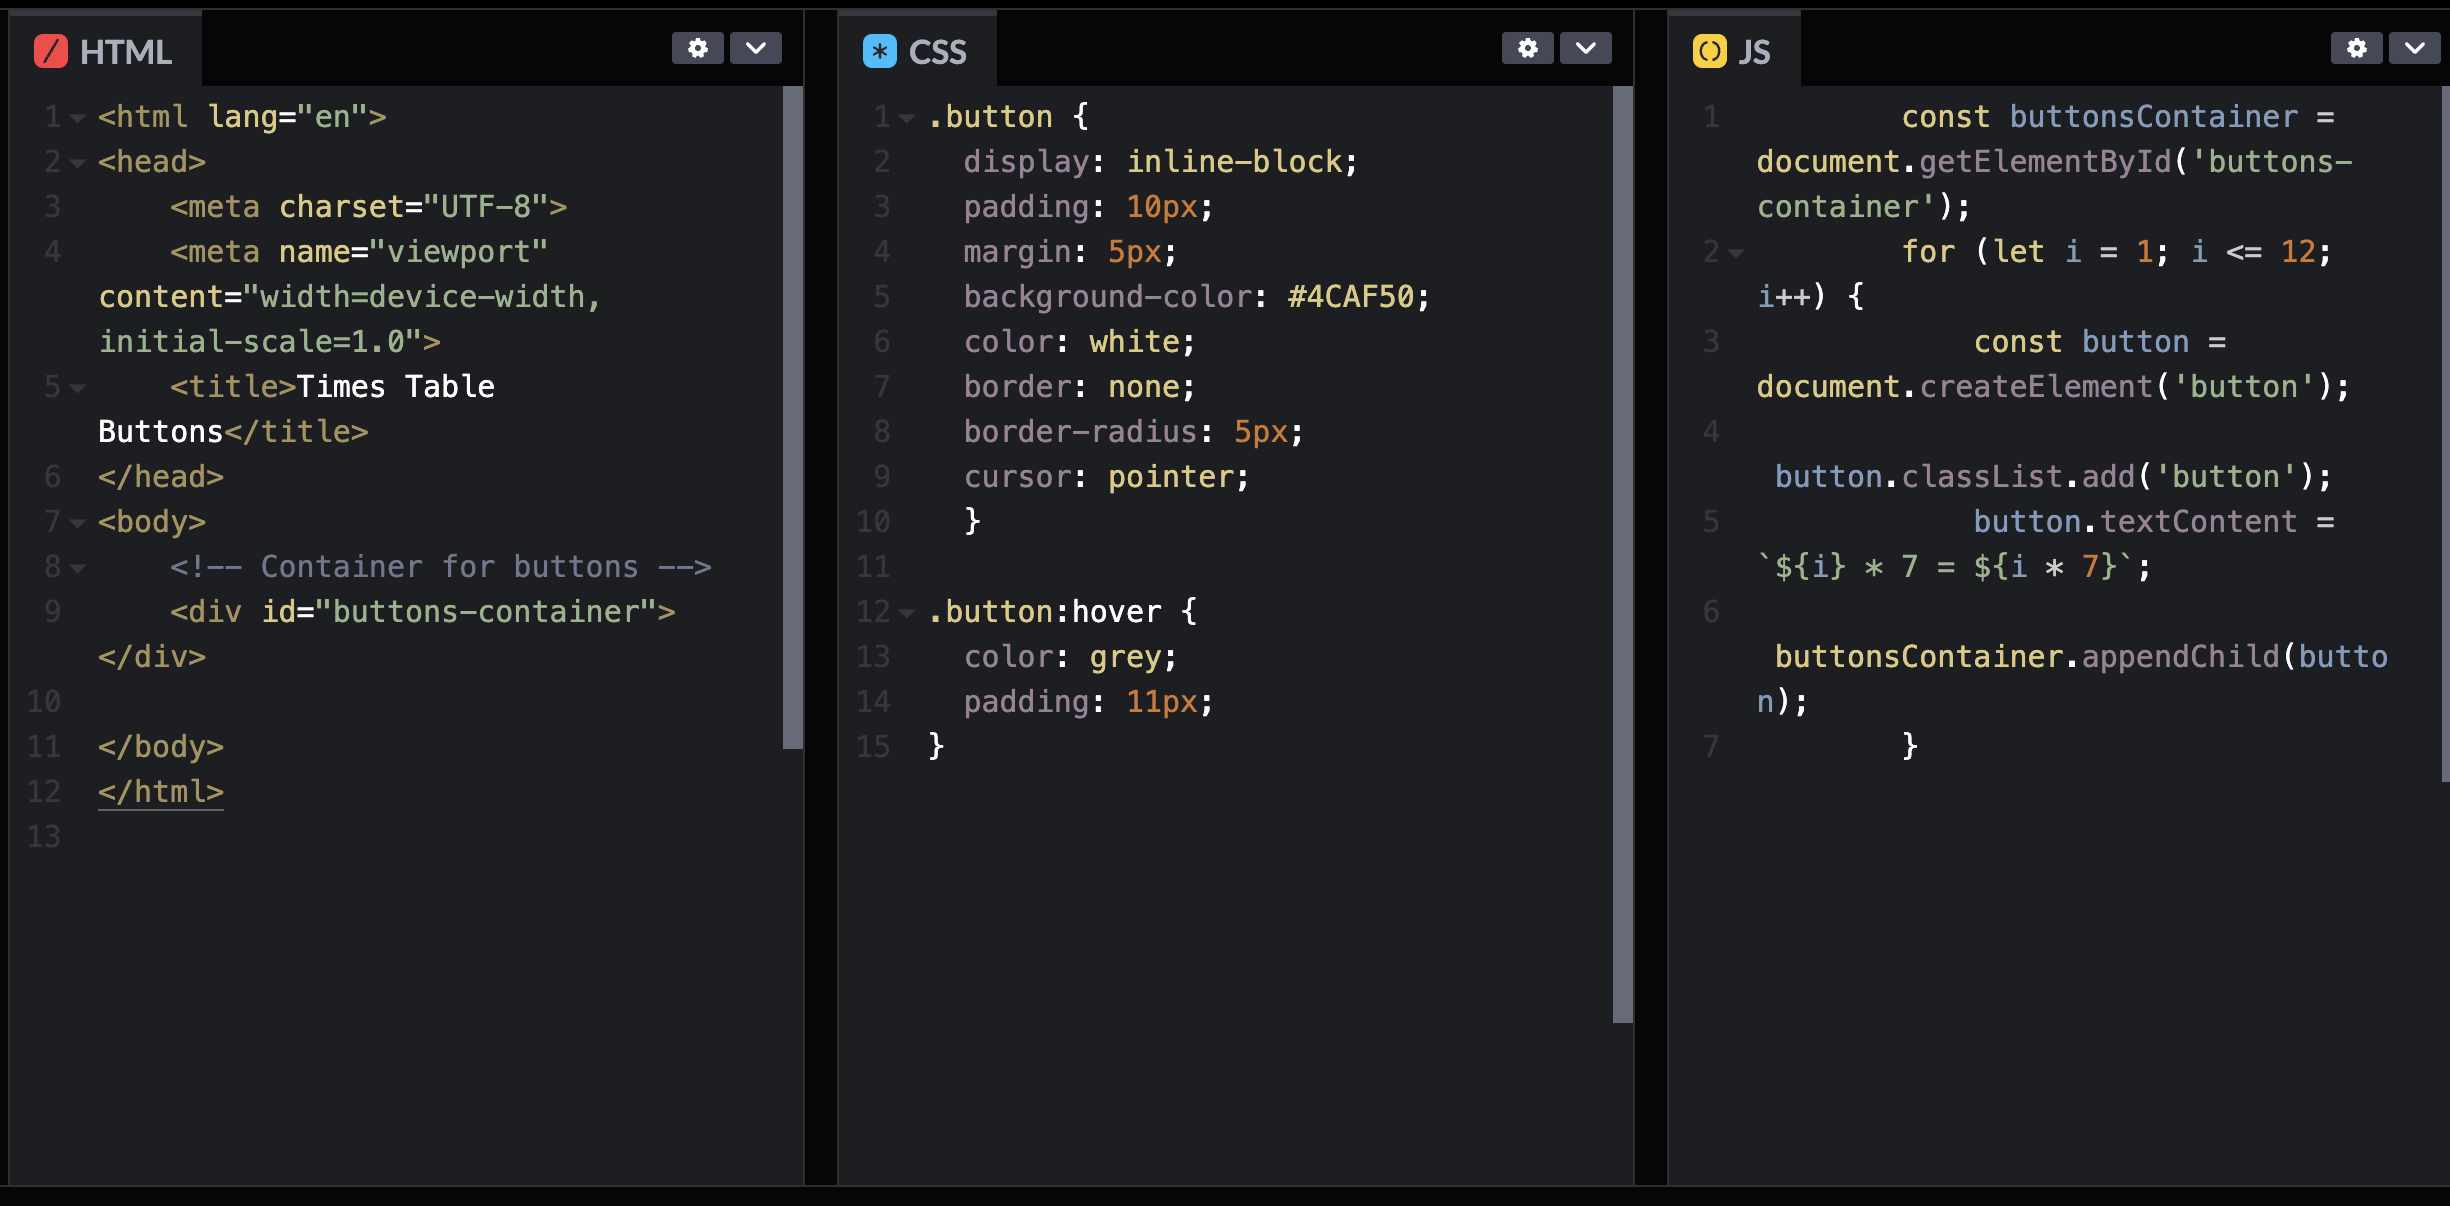 HTML
1 <html lang="en">
2 <head>
3     <meta charset="UTF-8">
4     <meta name="viewport"
content="width=device-width,
initial-scale=1.0">
5     <title>Times Table
Buttons</title>
6 </head>
7 <body>
8     <!-- Container for buttons -->
9     <div id="buttons-container">
</div>
10
11 </body>
12 </html>
13
CSS
1 .button {
2   display: inline-block;
3   padding: 10px;
4   margin: 5px;
5   background-color: #4CAF50;
6   color: white;
7   border: none;
8   border-radius: 5px;
9   cursor: pointer;
10   }
11
12 .button:hover {
13   color: grey;
14   padding: 11px;
15 }
JS
1         const buttonsContainer =
document.getElementById('buttons-
container');
2         for (let i = 1; i <= 12;
i++) {
3             const button =
document.createElement('button');
4
button.classList.add('button');
5             button.textContent =
`${i} * 7 = ${i * 7}`;
6
buttonsContainer.appendChild(butto
n);
7         }